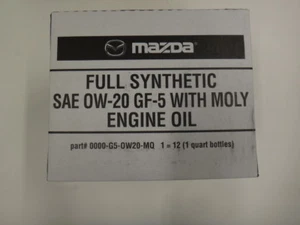 mazda
FULL SYNTHETIC
SAE 0W-20 GF-5 WITH MOLY
ENGINE OIL
part# 0000-G5-0W20-MQ 1 = 12 (1 quart bottles)